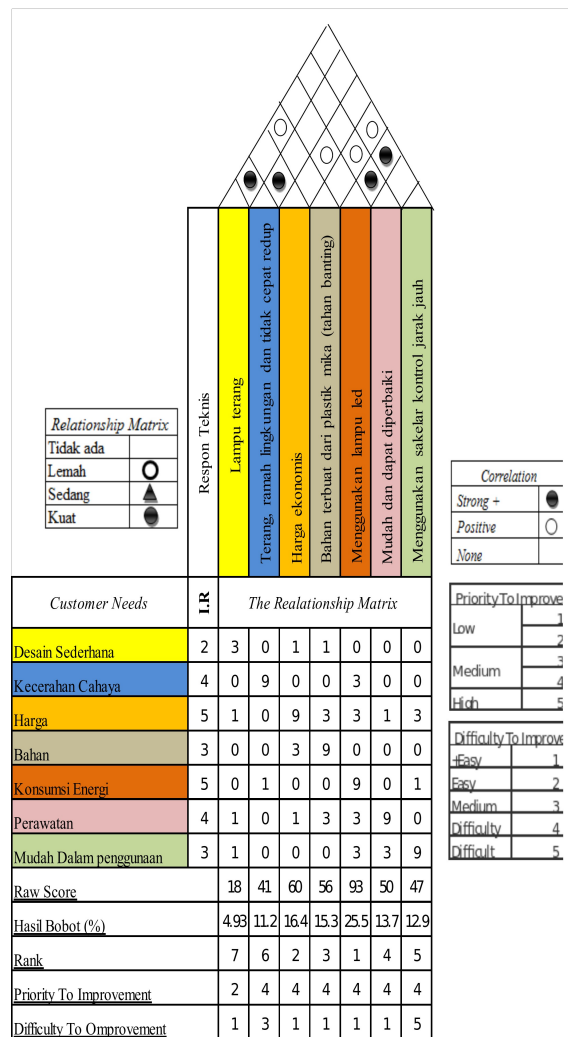 Respon Teknis
Lampu terang
Terang, ramah lingkungan dan tidak cepat redup
Harga ekonomis
Bahan terbuat dari plastik mika (tahan banting)
Menggunakan lampu led
Mudah dan dapat diperbaiki
Menggunakan sakelar kontrol jarak jauh
Relationship Matrix
Tidak ada
Lemah
Sedang
Kuat
Correlation
Strong +
Positive
None
Priority To Improve
Low 1
2
Medium 3
4
High 5
Difficulty To Improve
+Easy 1
Easy 2
Medium 3
Difficulty 4
Difficult 5
Customer Needs I.R The Realationship Matrix
Desain Sederhana 2 3 0 1 1 0 0 0
Kecerahan Cahaya 4 0 9 0 0 3 0 0
Harga 5 1 0 9 3 3 1 3
Bahan 3 0 0 3 9 0 0 0
Konsumsi Energi 5 0 1 0 0 9 0 1
Perawatan 4 1 0 1 3 3 9 0
Mudah Dalam penggunaan 3 1 0 0 0 3 3 9
Raw Score 18 41 60 56 93 50 47
Hasil Bobot (%) 4.93 11.2 16.4 15.3 25.5 13.7 12.9
Rank 7 6 2 3 1 4 5
Priority To Improvement 2 4 4 4 4 4 4
Difficulty To Omprovement 1 3 1 1 1 1 5